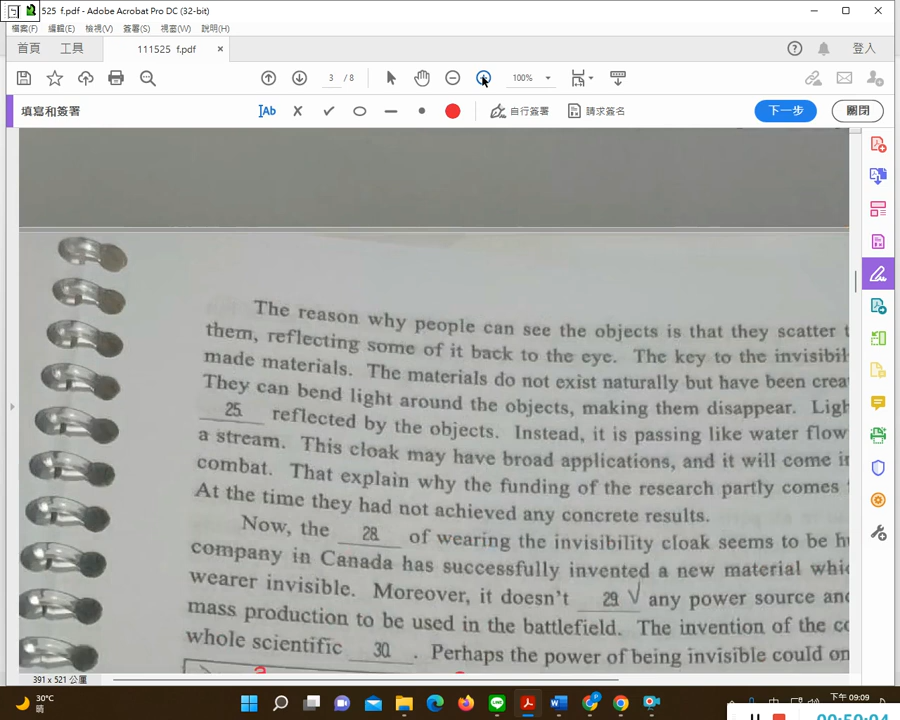 525 f.pdf - Adobe Acrobat Pro DC (32-bit)
檔案(F) 編輯(E) 檢視(V) 簽署(S) 視窗(W) 說明(H)
首頁 工具 111525 f.pdf × 登入
3 / 8 100%
填寫和簽署 IAb 自行簽署 請求簽名 下一步 關閉
The reason why people can see the objects is that they scatter
them, reflecting some of it back to the eye. The key to the
made materials. The materials do not exist naturally but have been
They can bend light around the objects, making them disappear.
25 reflected by the objects. Instead, it is passing like water
a stream. This cloak may have broad applications, and it will come
combat. That explain why the funding of the research partly comes
At the time they had not achieved any concrete results.
Now, the 28 of wearing the invisibility cloak seems to be
company in Canada has successfully invented a new material
wearer invisible. Moreover, it doesn't 29 √ any power source
mass production to be used in the battlefield. The invention of the
whole scientific 30 . Perhaps the power of being invisible could
391 x 521 公厘
30°C
晴
下午 09:09
00:50:04